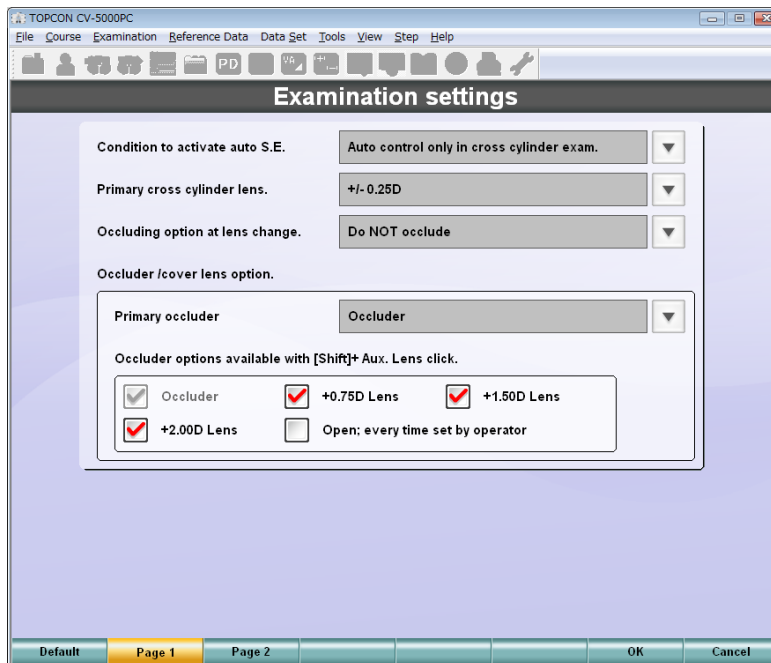 TOPCON CV-5000PC
File Course Examination Reference Data Data Set Tools View Step Help
PD VA
Examination settings
Condition to activate auto S.E. Auto control only in cross cylinder exam.
Primary cross cylinder lens. +/- 0.25D
Occluding option at lens change. Do NOT occlude
Occluder /cover lens option.
Primary occluder Occluder
Occluder options available with [Shift]+ Aux. Lens click.
Occluder +0.75D Lens +1.50D Lens
+2.00D Lens Open; every time set by operator
Default Page 1 Page 2 OK Cancel